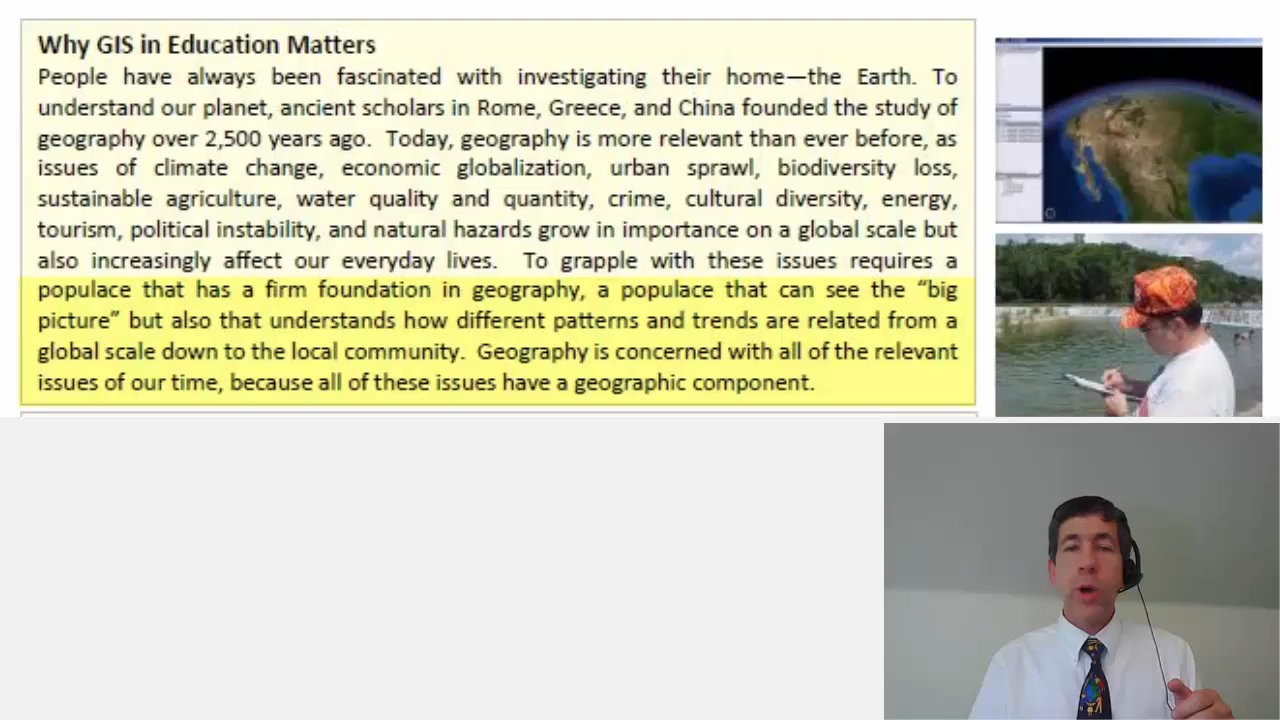 Why GIS in Education Matters
People have always been fascinated with investigating their home—the Earth. To
understand our planet, ancient scholars in Rome, Greece, and China founded the study of
geography over 2,500 years ago. Today, geography is more relevant than ever before, as
issues of climate change, economic globalization, urban sprawl, biodiversity loss,
sustainable agriculture, water quality and quantity, crime, cultural diversity, energy,
tourism, political instability, and natural hazards grow in importance on a global scale but
also increasingly affect our everyday lives. To grapple with these issues requires a
populace that has a firm foundation in geography, a populace that can see the “big
picture” but also that understands how different patterns and trends are related from a
global scale down to the local community. Geography is concerned with all of the relevant
issues of our time, because all of these issues have a geographic component.